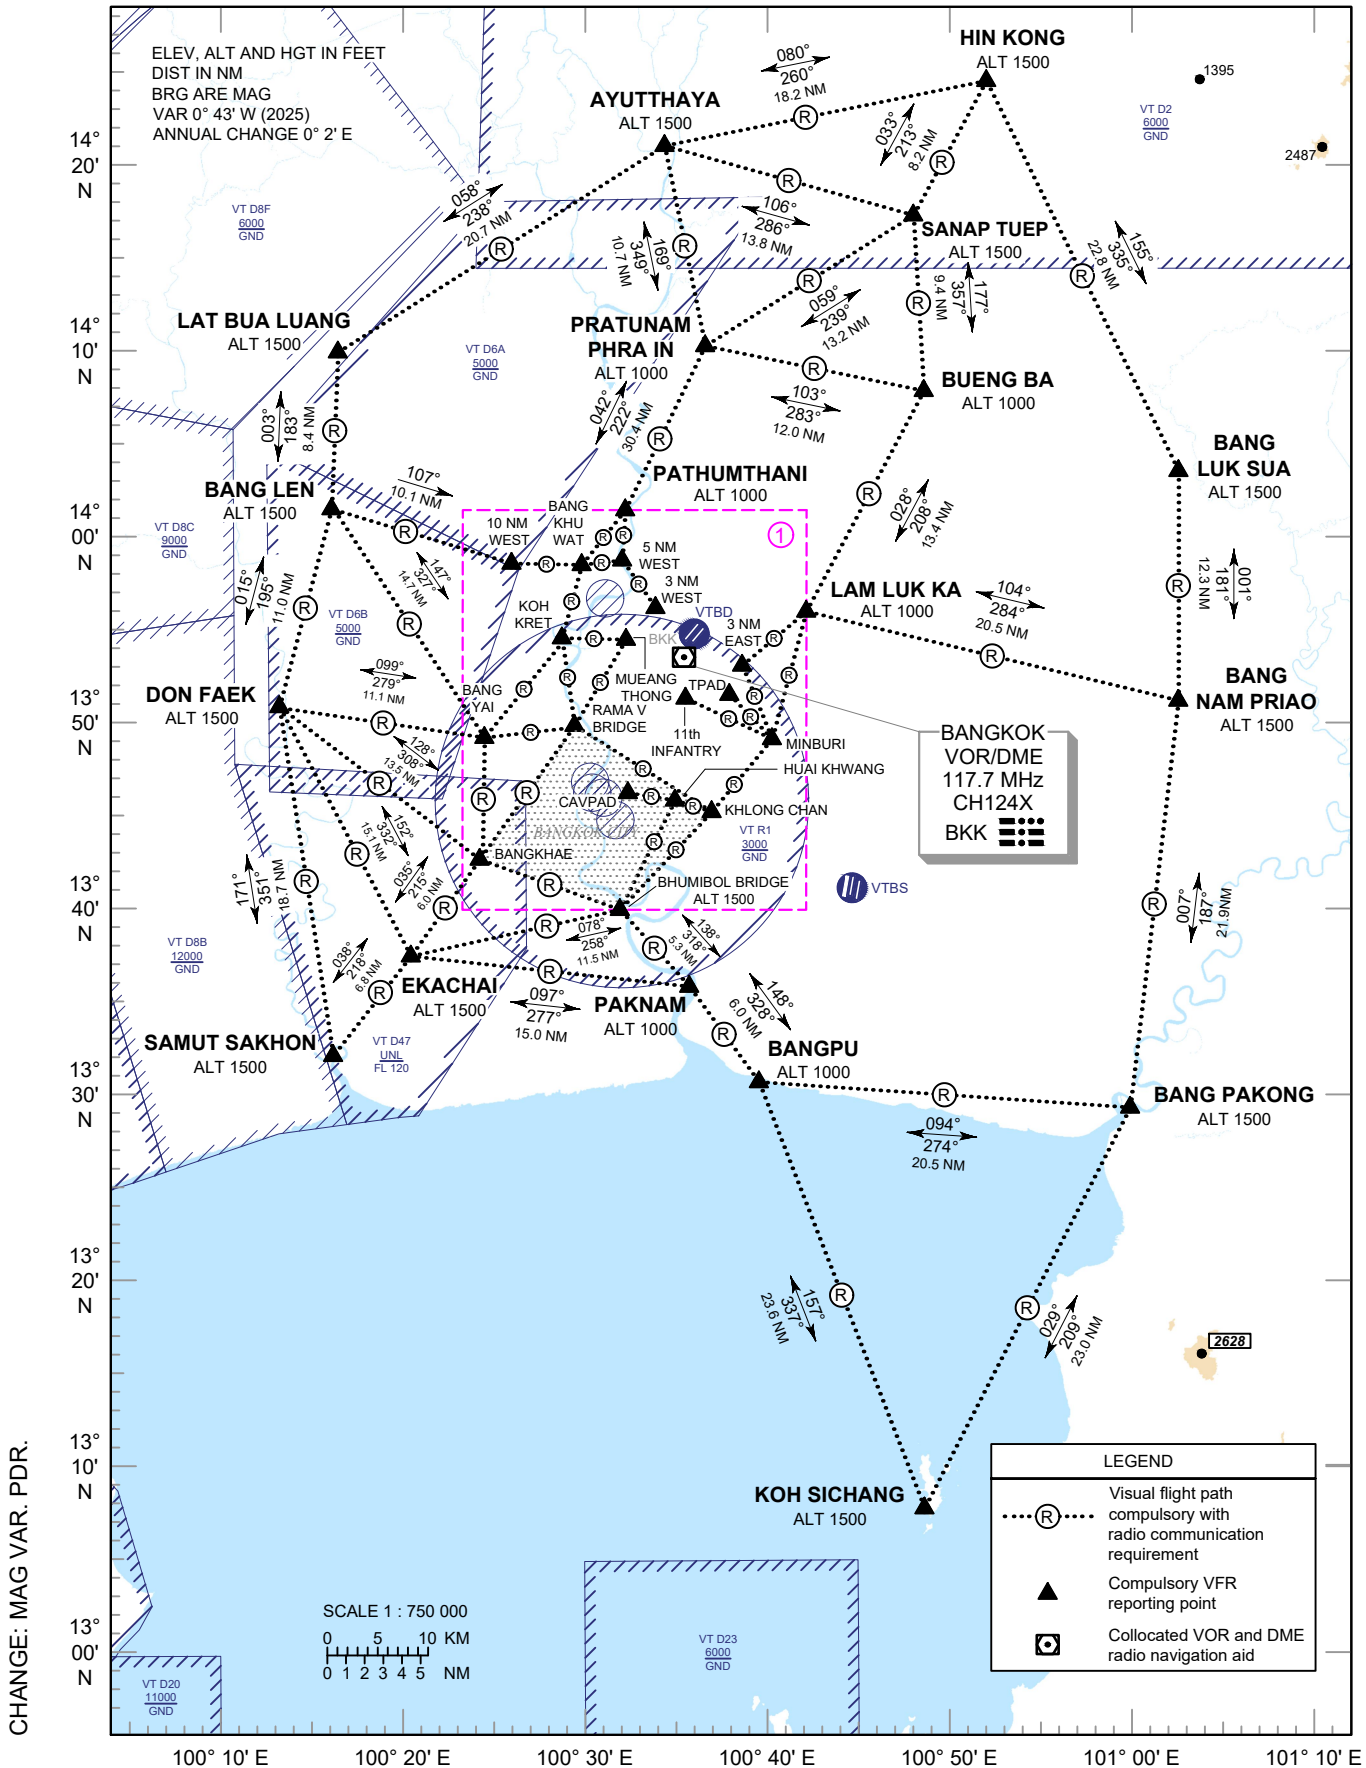 ELEV, ALT AND HGT IN FEET
DIST IN NM
BRG ARE MAG
VAR 0° 43' W (2025)
ANNUAL CHANGE 0° 2' E
HIN KONG
ALT 1500
080°
260°
18.2 NM
1395
AYUTTHAYA
ALT 1500
R
VT D2
6000
GND
033°
213°
8.2 NM
R
2487
14°
20'
N
R
058°
238°
20.7 NM
R
VT D8F
6000
GND
106°
286°
13.8 NM
SANAP TUEP
ALT 1500
169°
349°
10.7 NM
R
155°
335°
22.8 NM
R
R
177°
357°
9.4 NM
R
059°
239°
13.2 NM
LAT BUA LUANG
ALT 1500
PRATUNAM
PHRA IN
ALT 1000
14°
10'
N
VT D6A
5000
GND
R
103°
283°
12.0 NM
BUENG BA
ALT 1000
042°
222°
30.4 NM
R
003°
183°
8.4 NM
R
BANG
LUK SUA
ALT 1500
PATHUMTHANI
ALT 1000
107°
10.1 NM
R
BANG LEN
ALT 1500
R
028°
208°
13.4 NM
14°
00'
N
VT D8C
9000
GND
10 NM
WEST
BANG
KHU
WAT
R
R
1
5 NM
WEST
R
R
R
3 NM
WEST
015°
195°
11.0 NM
R
147°
327°
14.7 NM
R
VT D6B
5000
GND
KOH
KRET
R
VTBD
LAM LUK KA
ALT 1000
104°
284°
20.5 NM
R
001°
181°
12.3 NM
R
R
BKK
3 NM
EAST
R
R
099°
279°
11.1 NM
R
DON FAEK
ALT 1500
BANG
YAI
R
R
R
MUEANG
THONG
TPAD
R
R
R
13°
50'
N
RAMA V
BRIDGE
R
11th
INFANTRY
MINBURI
BANG
NAM PRIAO
ALT 1500
BANGKOK
VOR/DME
117.7 MHz
CH124X
BKK
128°
308°
13.5 NM
R
R
HUAI KHWANG
R
R
R
CAVPAD
R
R
KHLONG CHAN
BANGKOK CITY
VT R1
3000
GND
R
R
152°
332°
15.1 NM
R
BANGKHAE
R
035°
215°
6.0 NM
R
171°
351°
18.7 NM
R
BHUMIBOL BRIDGE
ALT 1500
VTBS
13°
40'
N
007°
187°
21.9NM
R
VT D8B
12000
GND
R
078°
258°
11.5 NM
138°
318°
5.3 NM
R
038°
218°
6.8 NM
R
R
EKACHAI
ALT 1500
097°
277°
15.0 NM
PAKNAM
ALT 1000
148°
328°
6.0 NM
R
SAMUT SAKHON
ALT 1500
VT D47
UNL
FL 120
BANGPU
ALT 1000
13°
30'
N
R
094°
274°
20.5 NM
BANG PAKONG
ALT 1500
13°
20'
N
157°
337°
23.6 NM
R
R
029°
209°
23.0 NM
2628
13°
10'
N
KOH SICHANG
ALT 1500
LEGEND
R
Visual flight path
compulsory with
radio communication
requirement
Compulsory VFR
reporting point
Collocated VOR and DME
radio navigation aid
SCALE 1 : 750 000
0 5 10 KM
0 1 2 3 4 5 NM
13°
00'
N
VT D20
11000
GND
VT D23
6000
GND
100° 10' E
100° 20' E
100° 30' E
100° 40' E
100° 50' E
101° 00' E
101° 10' E
CHANGE: MAG VAR. PDR.